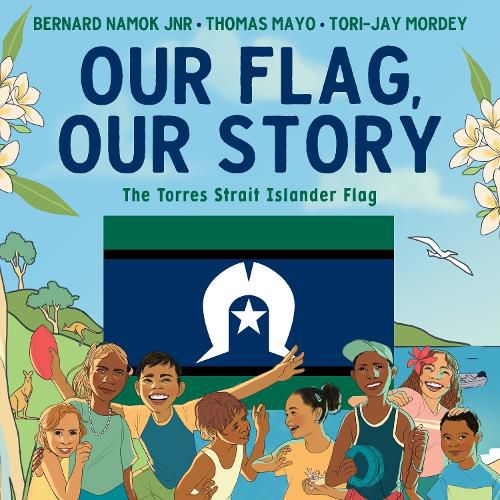 BERNARD NAMOK JNR • THOMAS MAYO • TORI-JAY MORDEY
OUR FLAG,
OUR STORY
The Torres Strait Islander Flag